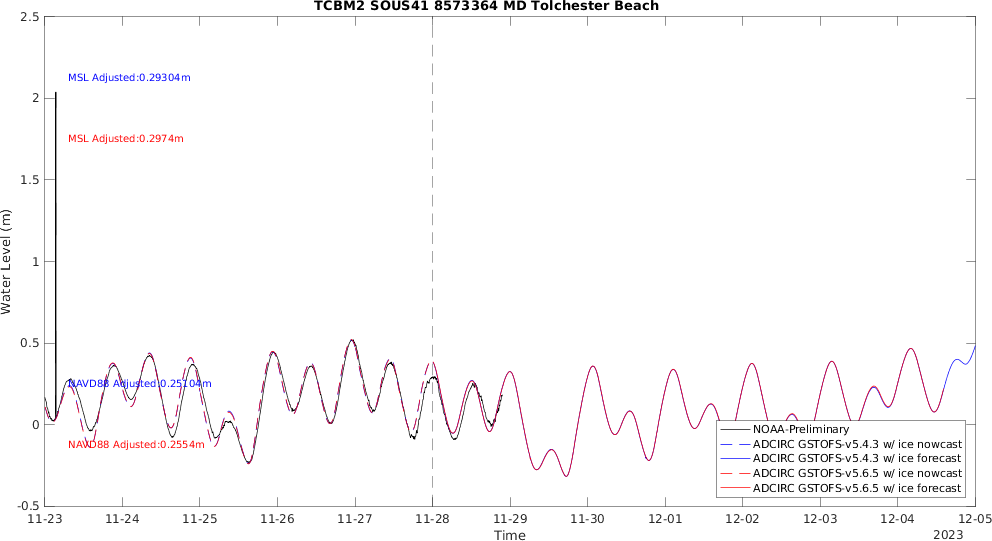 TCBM2 SOUS41 8573364 MD Tolchester Beach
2.5
2
1.5
1
0.5
0
-0.5
Water Level (m)
MSL Adjusted:0.29304m
MSL Adjusted:0.2974m
NAVD88 Adjusted:0.25104m
NAVD88 Adjusted:0.2554m
NOAA-Preliminary
ADCIRC GSTOFS-v5.4.3 w/ice nowcast
ADCIRC GSTOFS-v5.4.3 w/ice forecast
ADCIRC GSTOFS-v5.6.5 w/ice nowcast
ADCIRC GSTOFS-v5.6.5 w/ice forecast
11-23 11-24 11-25 11-26 11-27 11-28 11-29 11-30 12-01 12-02 12-03 12-04 12-05
Time
2023